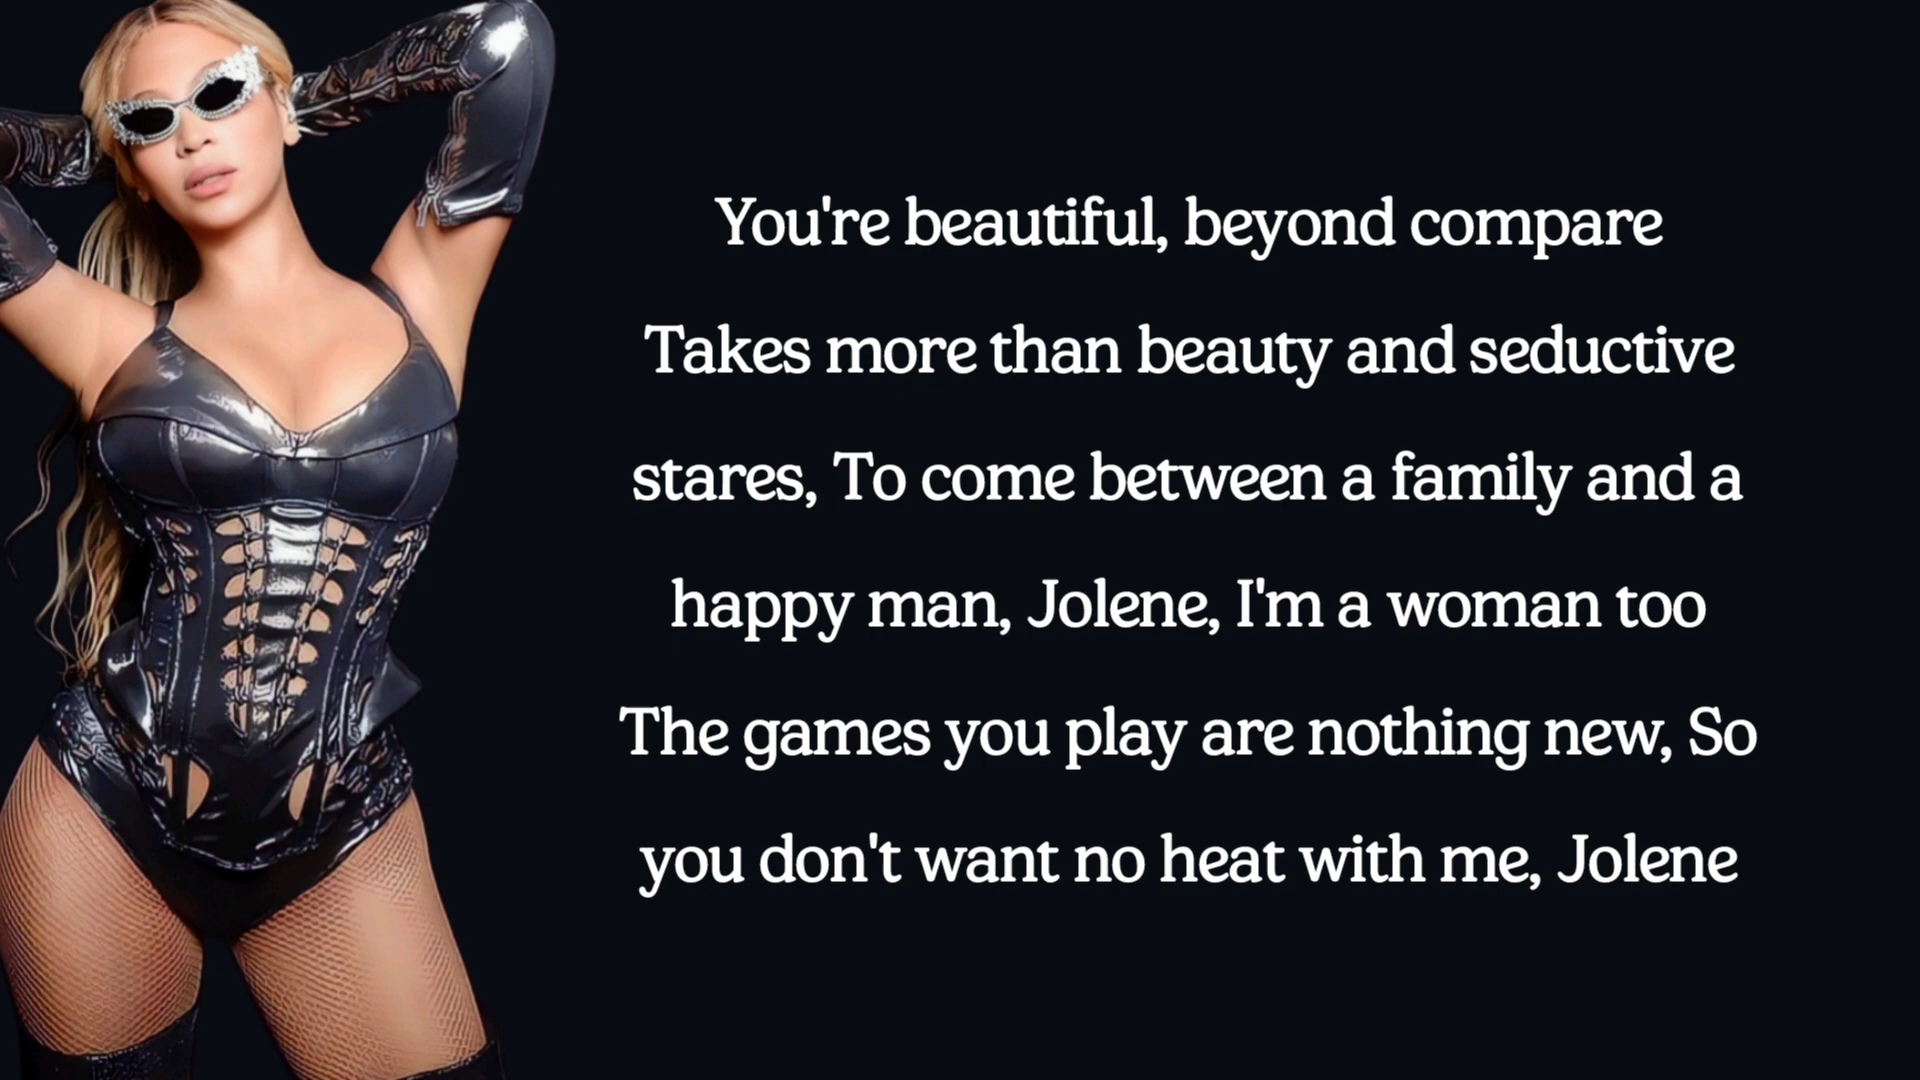 You're beautiful, beyond compare
Takes more than beauty and seductive
stares, To come between a family and a
happy man, Jolene, I'm a woman too
The games you play are nothing new, So
you don't want no heat with me, Jolene